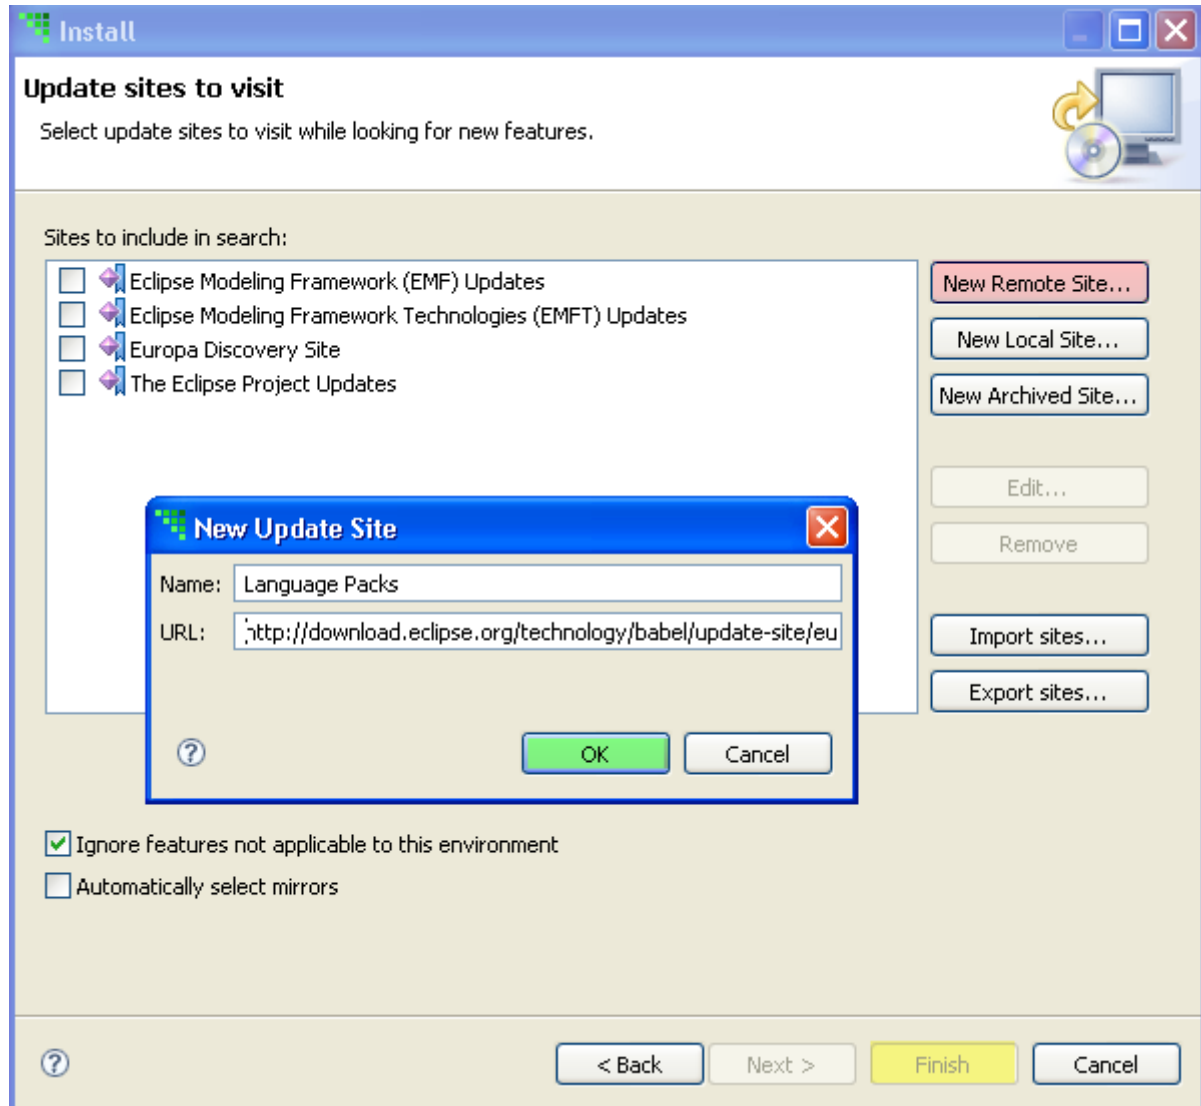 Install
Update sites to visit
Select update sites to visit while looking for new features.
Sites to include in search:
Eclipse Modeling Framework (EMF) Updates
Eclipse Modeling Framework Technologies (EMFT) Updates
Europa Discovery Site
The Eclipse Project Updates
New Remote Site...
New Local Site...
New Archived Site...
Edit...
Remove
Import sites...
Export sites...
New Update Site
Name: Language Packs
URL: http://download.eclipse.org/technology/babel/update-site/eu
?
OK Cancel
Ignore features not applicable to this environment
Automatically select mirrors
? < Back Next > Finish Cancel